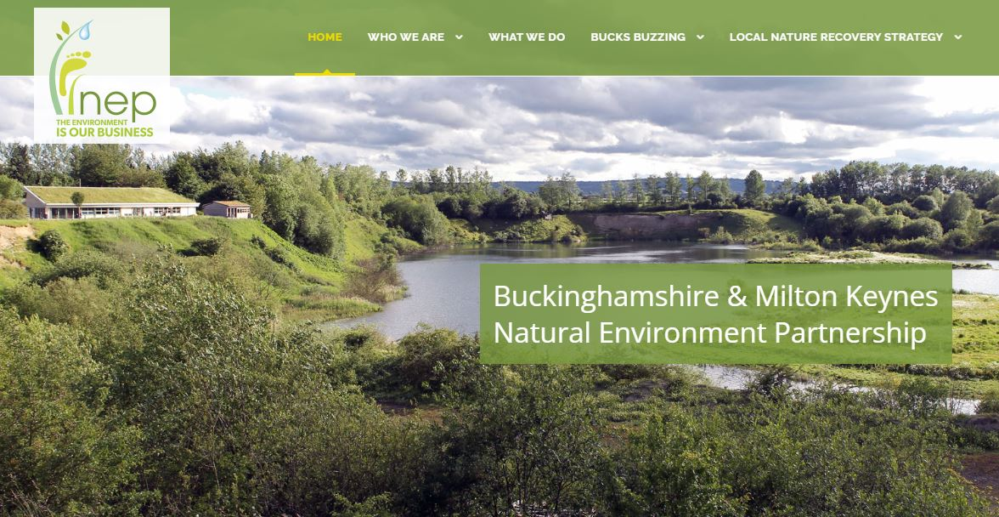 HOME WHO WE ARE WHAT WE DO BUCKS BUZZING LOCAL NATURE RECOVERY STRATEGY
nep
THE ENVIRONMENT
IS OUR BUSINESS
Buckinghamshire & Milton Keynes
Natural Environment Partnership